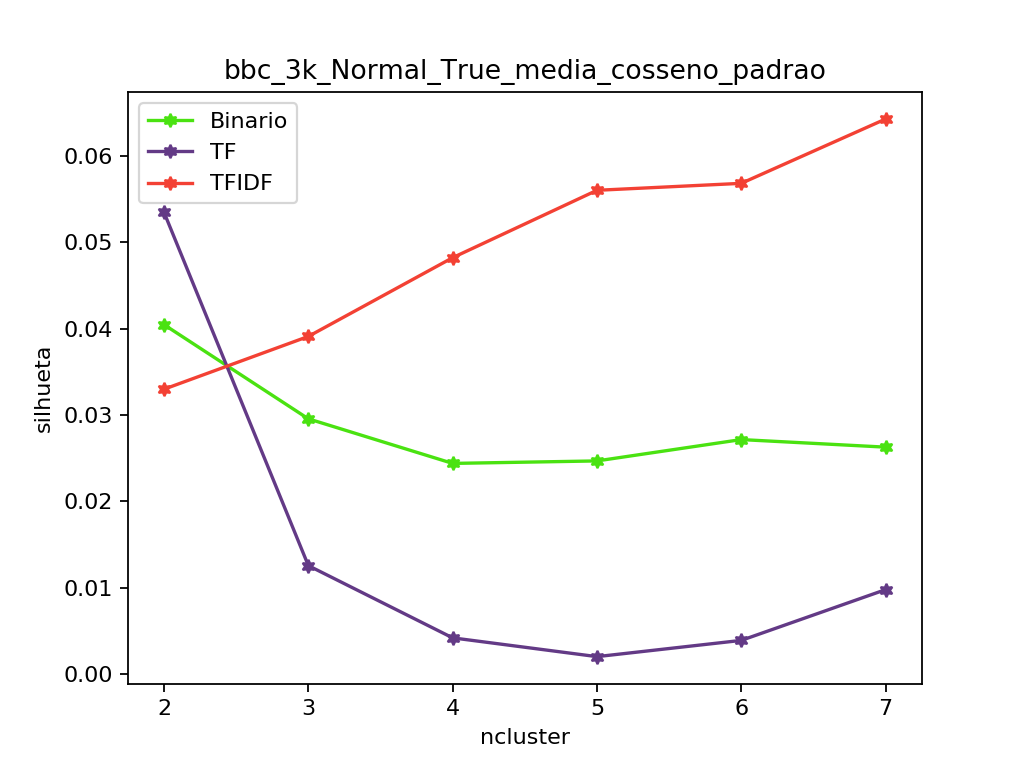 bbc_3k_Normal_True_media_cosseno_padrao
Binario
TF
TFIDF
0.06
0.05
0.04
0.03
0.02
0.01
0.00
silhueta
2 3 4 5 6 7
ncluster